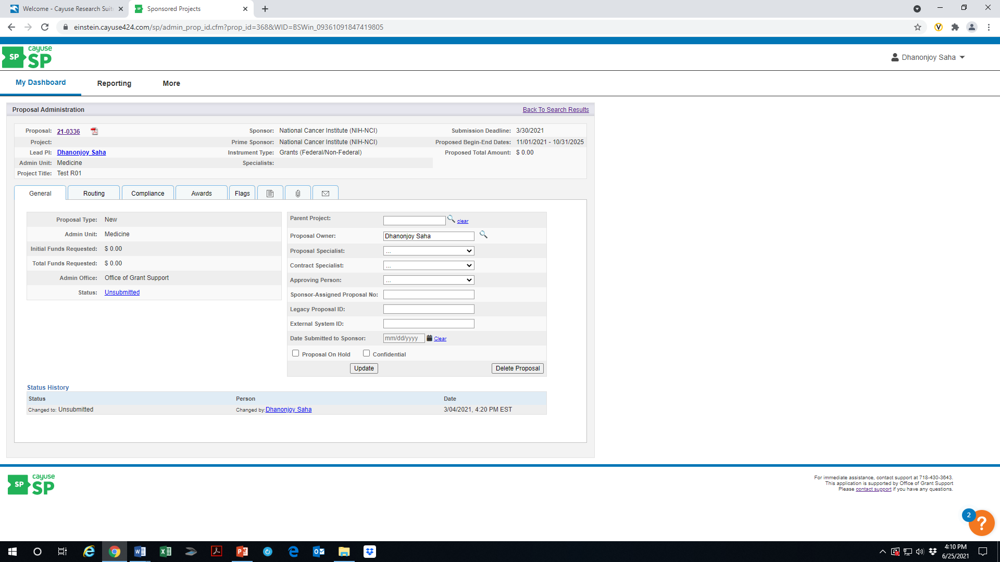 Welcome - Cayuse Research Suit
Sponsored Projects
einstein.cayuse424.com/sp/admin_prop_id.cfm?prop_id=368&WID=BSWin_09361091847419805
SP cayuse SP
Dhanonjoy Saha
My Dashboard Reporting More
Proposal Administration Back To Search Results
Proposal: 21-0336 Sponsor: National Cancer Institute (NIH-NCI) Submission Deadline: 3/30/2021
Project: Prime Sponsor: National Cancer Institute (NIH-NCI) Proposed Begin-End Dates: 11/01/2021 - 10/31/2025
Lead PI: Dhanonjoy Saha Instrument Type: Grants (Federal/Non-Federal) Proposed Total Amount: $ 0.00
Admin Unit: Medicine Specialists:
Project Title: Test R01
General Routing Compliance Awards Flags
Proposal Type: New
Admin Unit: Medicine
Initial Funds Requested: $ 0.00
Total Funds Requested: $ 0.00
Admin Office: Office of Grant Support
Status: Unsubmitted
Parent Project: clear
Proposal Owner: Dhanonjoy Saha
Proposal Specialist: ...
Contract Specialist: ...
Approving Person: ...
Sponsor-Assigned Proposal No:
Legacy Proposal ID:
External System ID:
Date Submitted to Sponsor: mm/dd/yyyy Clear
Proposal On Hold Confidential
Update Delete Proposal
Status History
Status Person Date
Changed to: Unsubmitted Changed by:Dhanonjoy Saha 3/04/2021, 4:20 PM EST
SP cayuse SP
For immediate assistance, contact support at 718-430-3643.
This application is supported by Office of Grant Support
Please contact support if you have any questions.
2
?
4:10 PM
6/25/2021